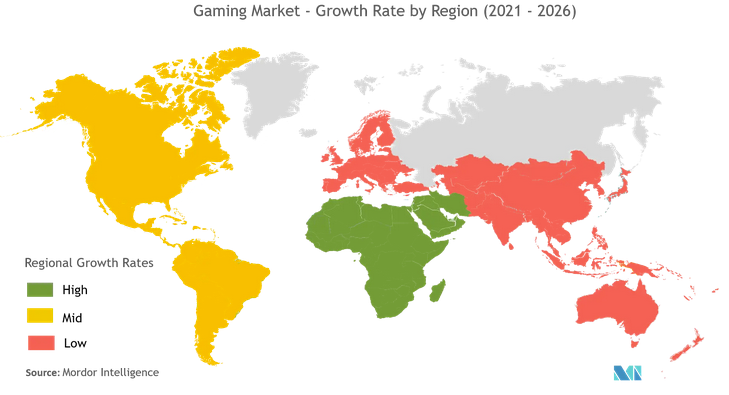 Gaming Market - Growth Rate by Region (2021 - 2026)
Regional Growth Rates
High
Mid
Low
Source: Mordor Intelligence